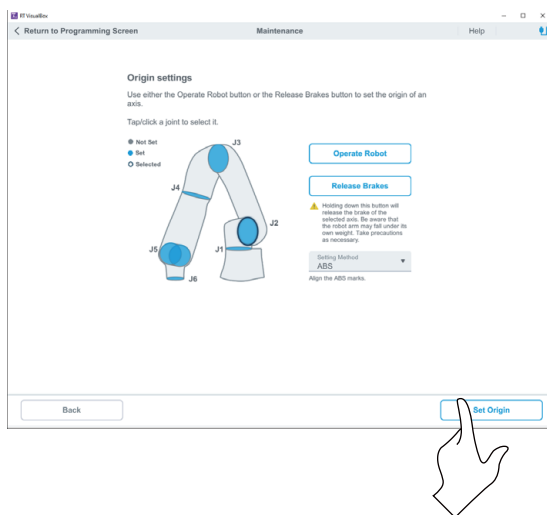 RT VisualBox
Return to Programming Screen
Maintenance
Help
Origin settings
Use either the Operate Robot button or the Release Brakes button to set the origin of an
axis.
Tap/click a joint to select it.
Not Set
Set
Selected
J3
J4
J2
J5
J1
J6
Operate Robot
Release Brakes
Holding down this button will
release the brake of the
selected axis. Be aware that
the robot arm may fall under its
own weight. Take precautions
as necessary.
Setting Method
ABS
Align the ABS marks.
Back
Set Origin